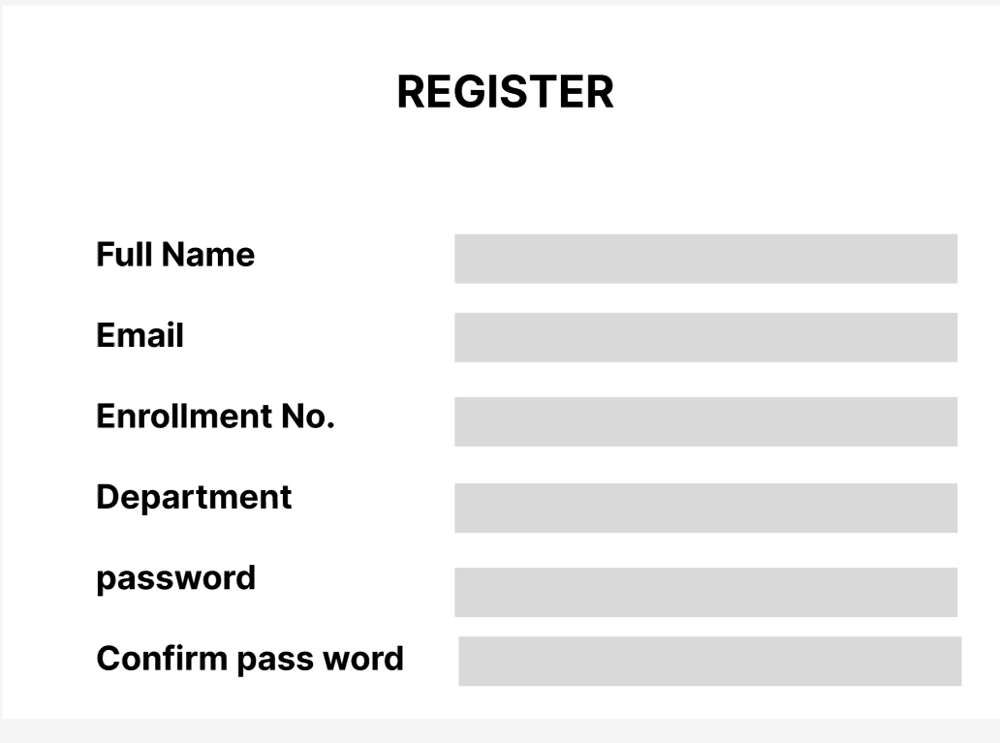 REGISTER
Full Name
Email
Enrollment No.
Department
password
Confirm pass word